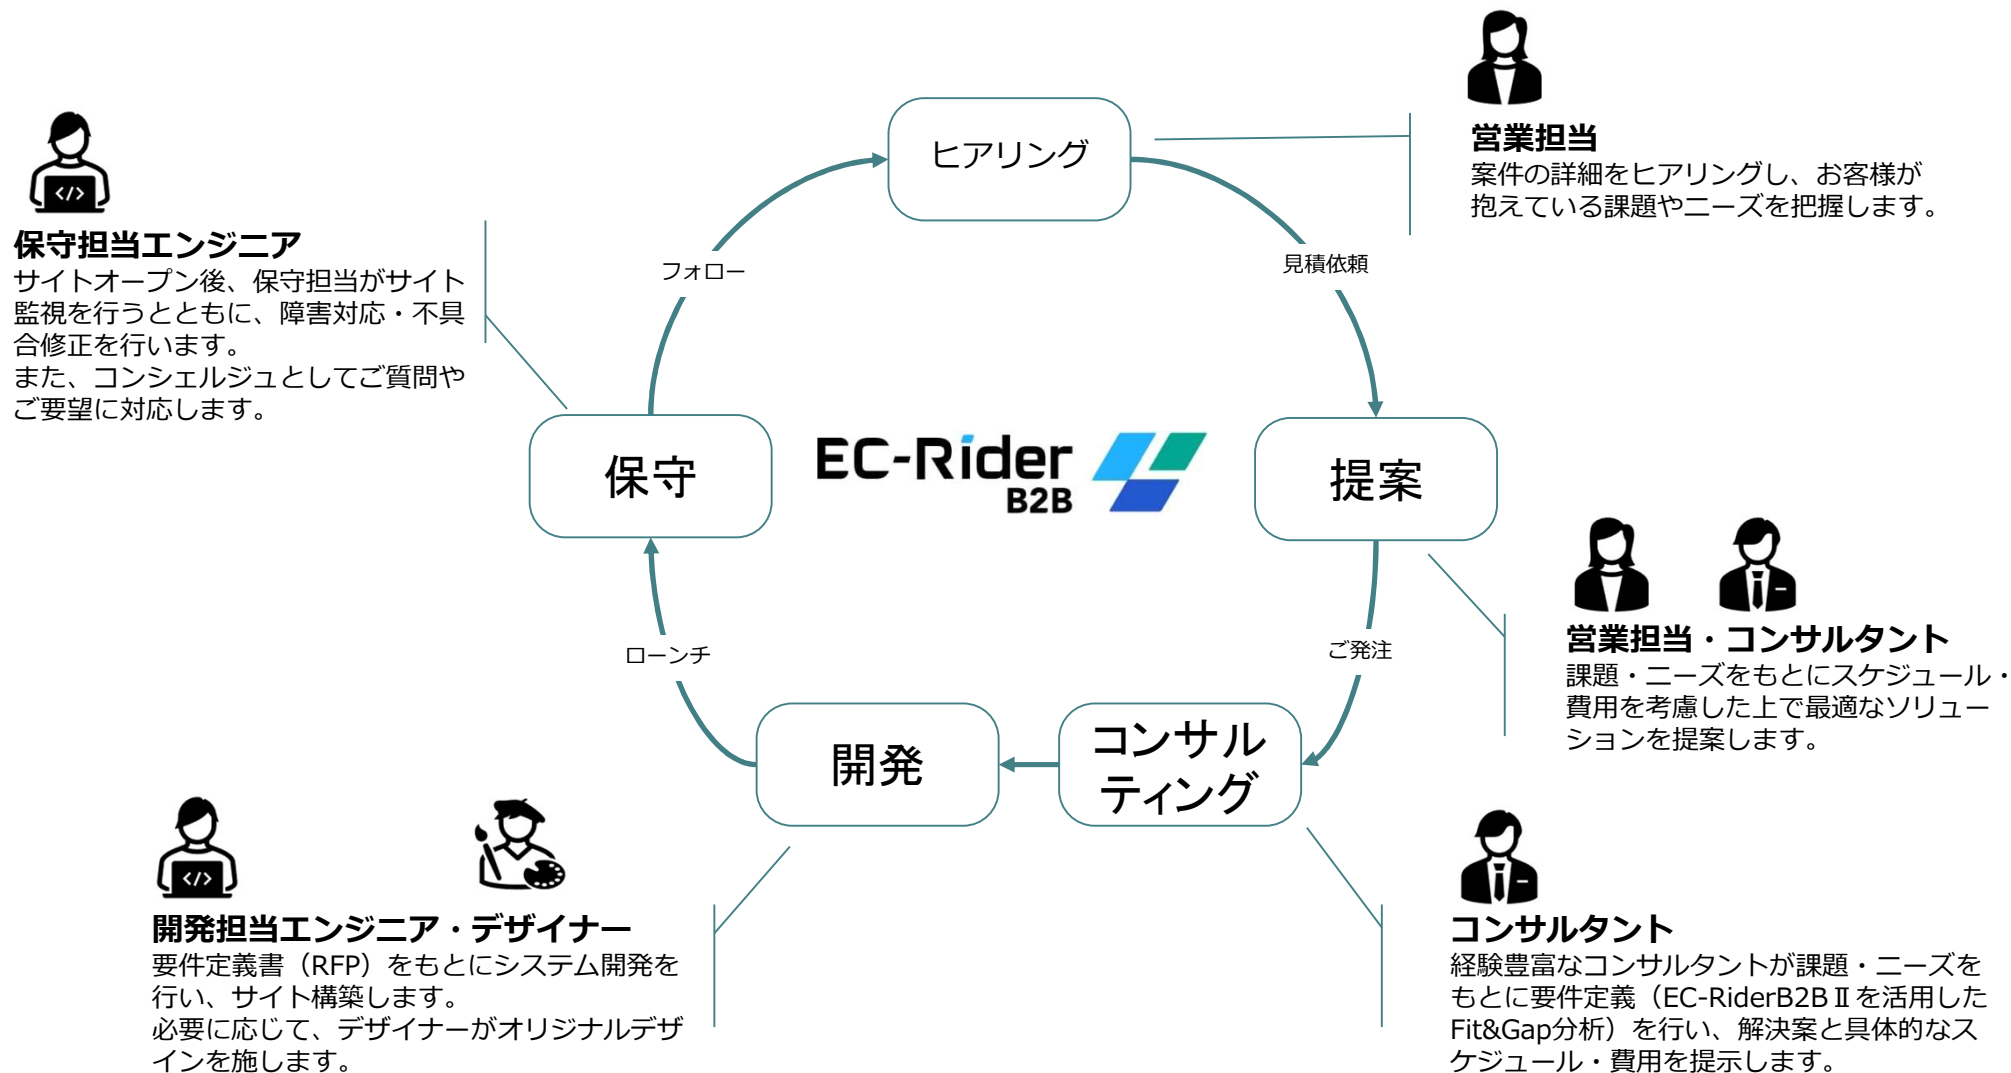 ヒアリング
営業担当
案件の詳細をヒアリングし、お客様が
抱えている課題やニーズを把握します。
見積依頼
提案
営業担当・コンサルタント
課題・ニーズをもとにスケジュール・
費用を考慮した上で最適なソリュー
ションを提案します。
ご発注
コンサル
ティング
コンサルタント
経験豊富なコンサルタントが課題・ニーズを
もとに要件定義（EC-RiderB2BⅡを活用した
Fit&Gap分析）を行い、解決案と具体的なス
ケジュール・費用を提示します。
開発
</>
開発担当エンジニア・デザイナー
要件定義書（RFP）をもとにシステム開発を
行い、サイト構築します。
必要に応じて、デザイナーがオリジナルデザ
インを施します。
ローンチ
保守
</>
保守担当エンジニア
サイトオープン後、保守担当がサイト
監視を行うとともに、障害対応・不具
合修正を行います。
また、コンシェルジュとしてご質問や
ご要望に対応します。
フォロー
EC-Rider
B2B